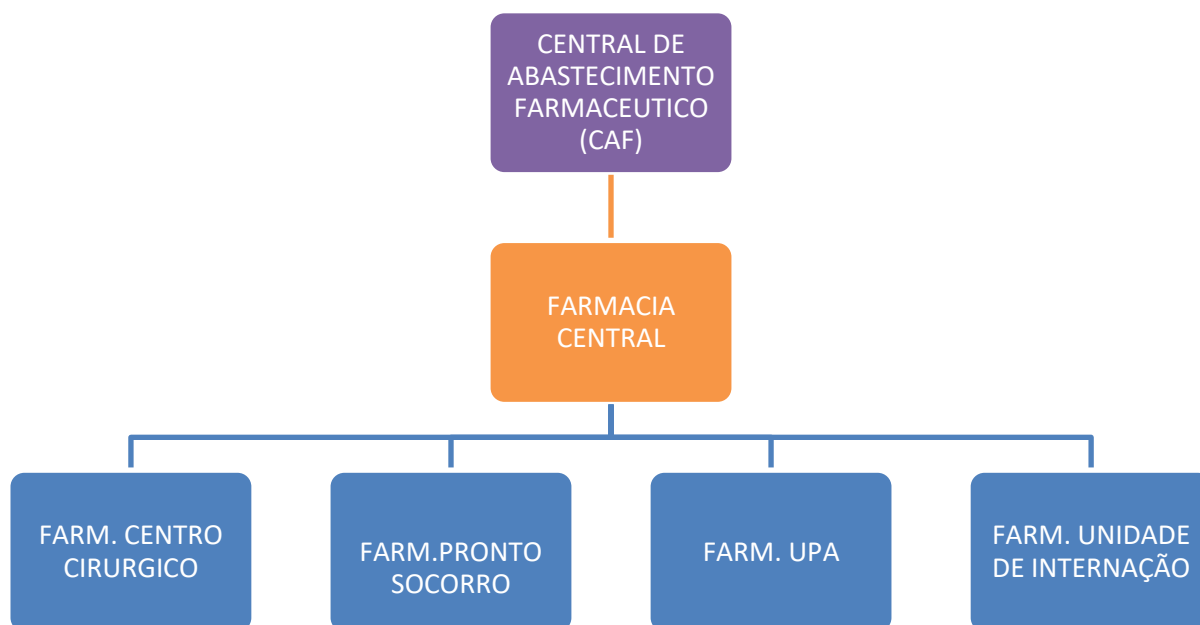 CENTRAL DE
ABASTECIMENTO
FARMACEUTICO
(CAF)
FARMACIA
CENTRAL
FARM. CENTRO
CIRURGICO
FARM.PRONTO
SOCORRO
FARM. UPA
FARM. UNIDADE
DE INTERNAÇÃO